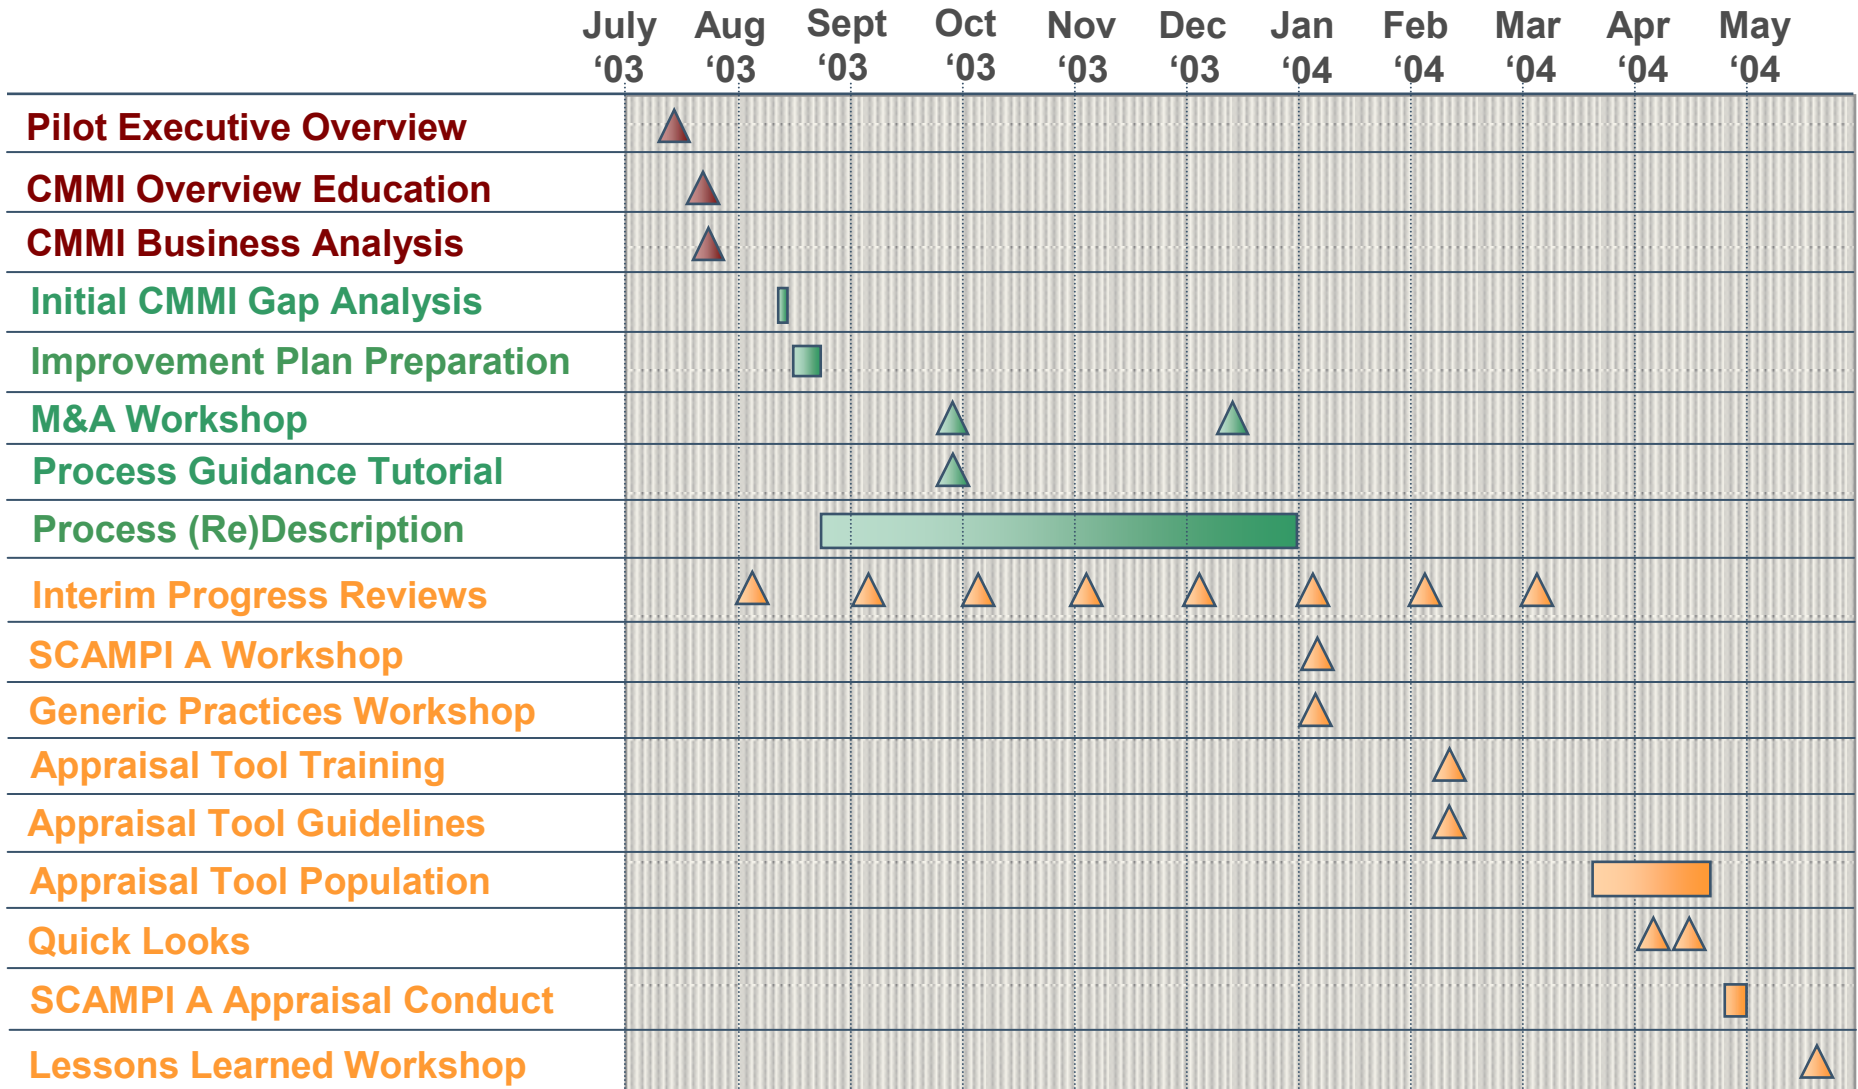 July Aug Sept Oct Nov Dec Jan Feb Mar Apr May
‘03 ‘03 ‘03 ‘03 ‘03 ‘03 ‘04 ‘04 ‘04 ‘04 ‘04
Pilot Executive Overview
CMMI Overview Education
CMMI Business Analysis
Initial CMMI Gap Analysis
Improvement Plan Preparation
M&A Workshop
Process Guidance Tutorial
Process (Re)Description
Interim Progress Reviews
SCAMPI A Workshop
Generic Practices Workshop
Appraisal Tool Training
Appraisal Tool Guidelines
Appraisal Tool Population
Quick Looks
SCAMPI A Appraisal Conduct
Lessons Learned Workshop